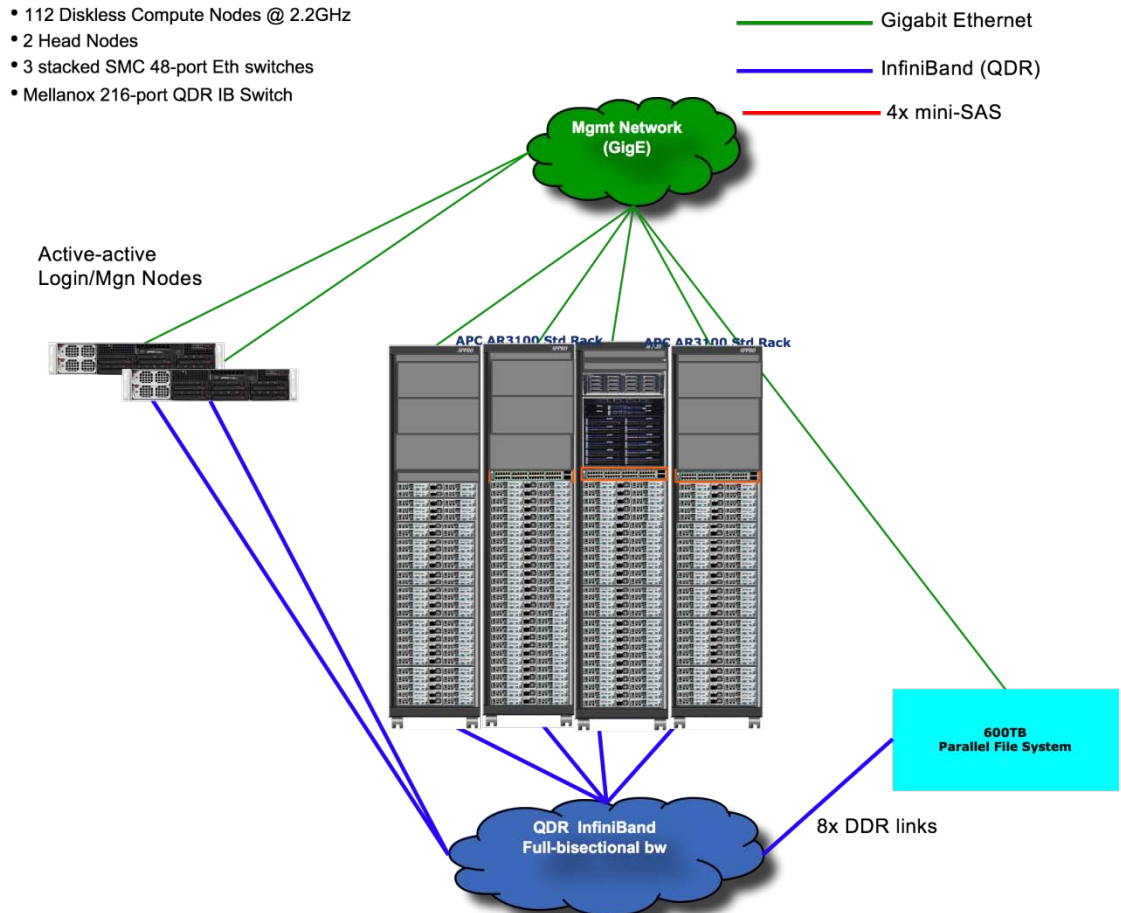 • 112 Diskless Compute Nodes @ 2.2GHz
• 2 Head Nodes
• 3 stacked SMC 48-port Eth switches
• Mellanox 216-port QDR IB Switch
Gigabit Ethernet
InfiniBand (QDR)
4x mini-SAS
Mgmt Network
(GigE)
Active-active
Login/Mgn Nodes
APC AR3100 Std Rack
APC AR3100 Std Rack
APPRO
APPRO
APPRO
600TB
Parallel File System
8x DDR links
QDR InfiniBand
Full-bisectional bw